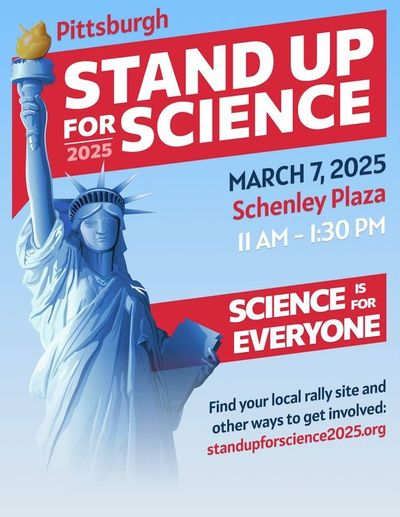 Pittsburgh
STAND UP
FOR SCIENCE
2025
MARCH 7, 2025
Schenley Plaza
11 AM – 1:30 PM
SCIENCE IS FOR
EVERYONE
Find your local rally site and
other ways to get involved:
standupforscience2025.org